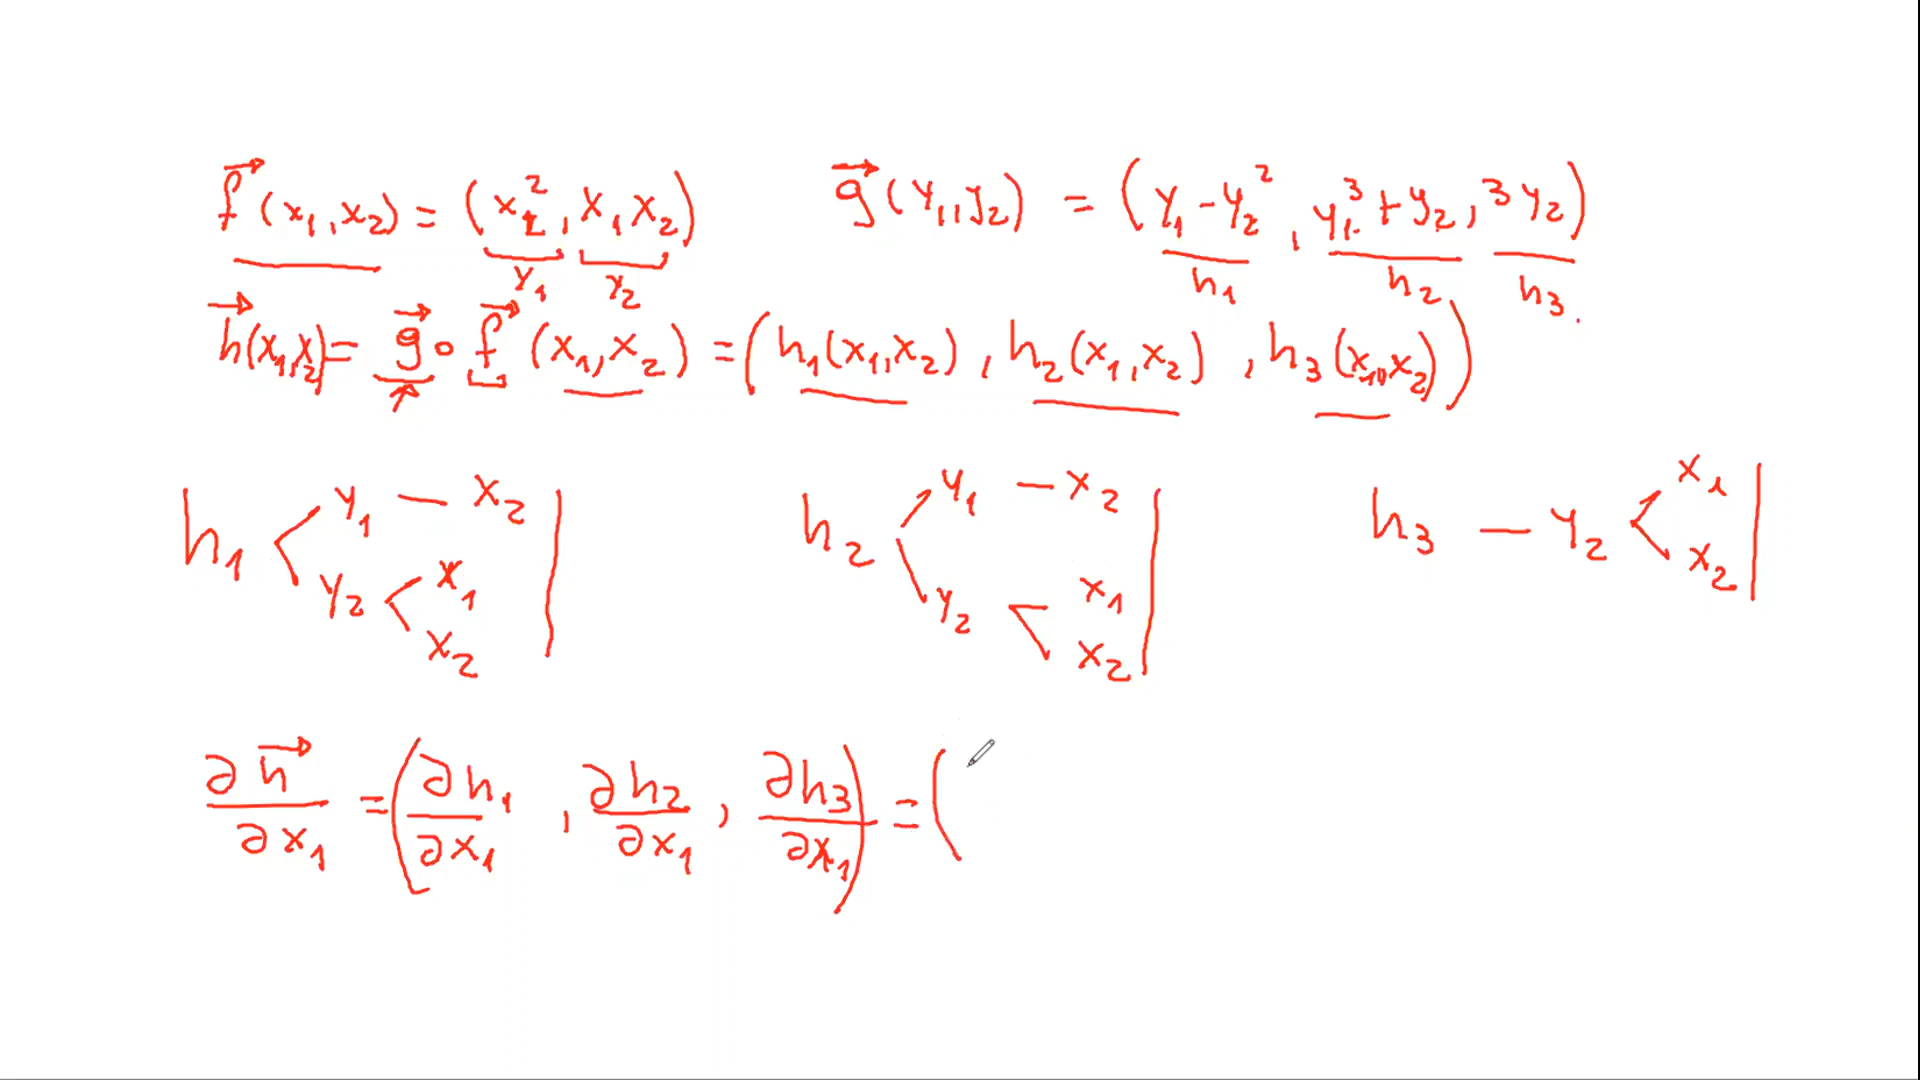 f⃗(x₁,x₂) = (x₂², x₁x₂)   g⃗(y₁,y₂) = (y₁-y₂², y₁³+y₂, 3y₂)
y₁   y₂   h₁   h₂   h₃.
h⃗(x₁,x₂) = g⃗∘f⃗ (x₁,x₂) = (h₁(x₁,x₂), h₂(x₁,x₂), h₃(x₁,x₂))
h₁ < y₁ — x₂ |   h₂ < y₁ — x₂ |   h₃ — y₂ < x₁ |
y₂ < x₁   y₂ < x₁   x₂
x₂   x₂
∂h⃗/∂x₁ = (∂h₁/∂x₁, ∂h₂/∂x₁, ∂h₃/∂x₁) = (